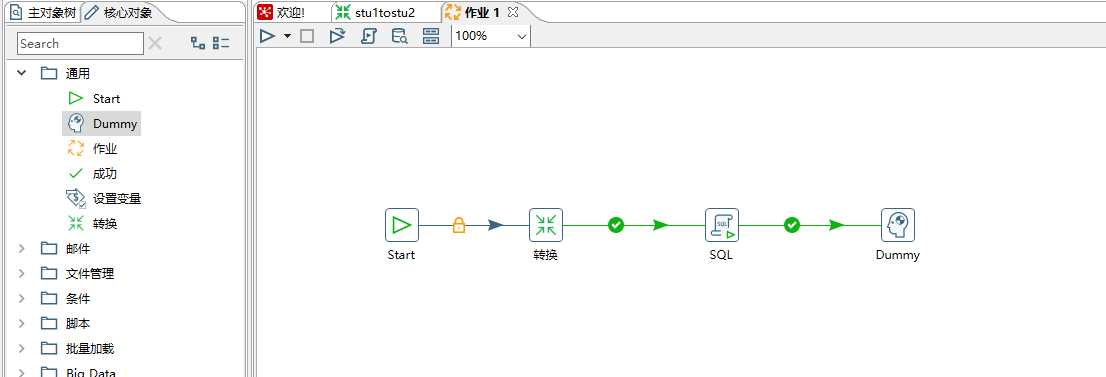 主对象树 核心对象
欢迎! stu1tostu2 作业 1
Search
100%
通用
Start
Dummy
作业
成功
设置变量
转换
邮件
文件管理
条件
脚本
批量加载
Big Data
Start 转换 SQL Dummy
SQL